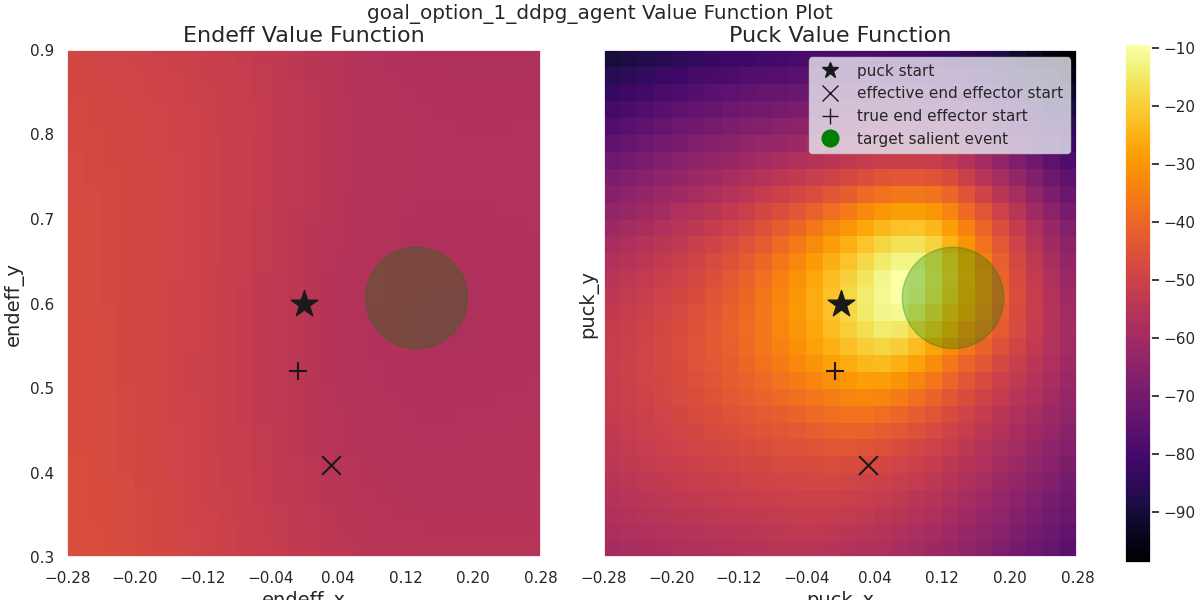 goal_option_1_ddpg_agent Value Function Plot
Endeff Value Function
Puck Value Function
puck start
effective end effector start
true end effector start
target salient event
endeff_y
0.9
0.8
0.7
0.6
0.5
0.4
0.3
−0.28 −0.20 −0.12 −0.04 0.04 0.12 0.20 0.28
endeff_x
puck_y
−0.28 −0.20 −0.12 −0.04 0.04 0.12 0.20 0.28
puck_x
−10
−20
−30
−40
−50
−60
−70
−80
−90